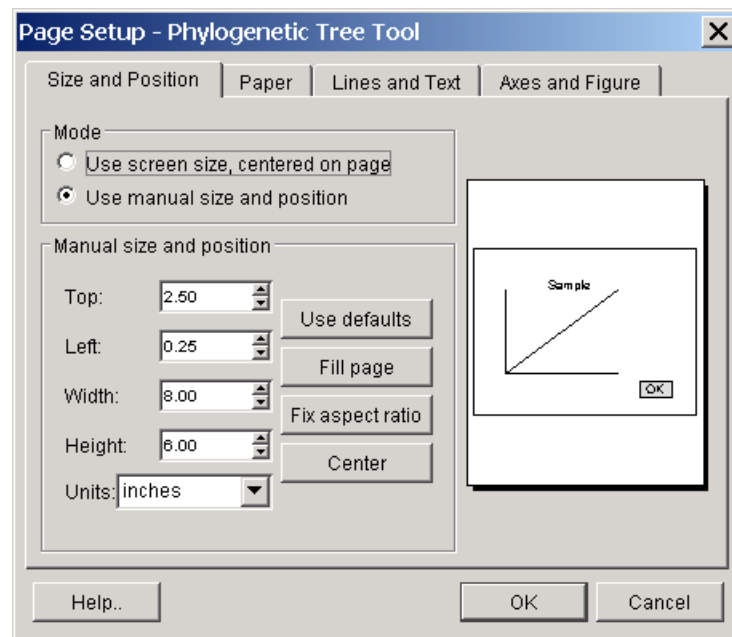 Page Setup - Phylogenetic Tree Tool
Size and Position Paper Lines and Text Axes and Figure
Mode
Use screen size, centered on page
Use manual size and position
Manual size and position
Top: 2.50
Left: 0.25
Width: 8.00
Height: 6.00
Units: inches
Use defaults
Fill page
Fix aspect ratio
Center
Sample
OK
Help..
OK
Cancel